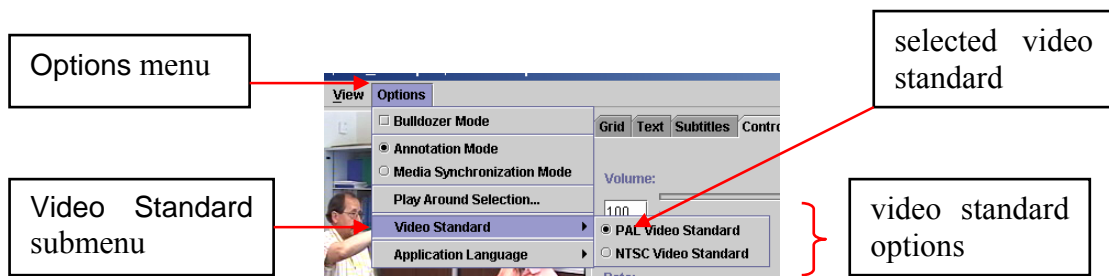 Options menu
selected video
standard
View Options
Bulldozer Mode
Grid Text Subtitles Contro
Annotation Mode
Media Synchronization Mode
Volume:
Play Around Selection...
100
Video Standard
submenu
Video Standard
PAL Video Standard
NTSC Video Standard
Application Language
video standard
options